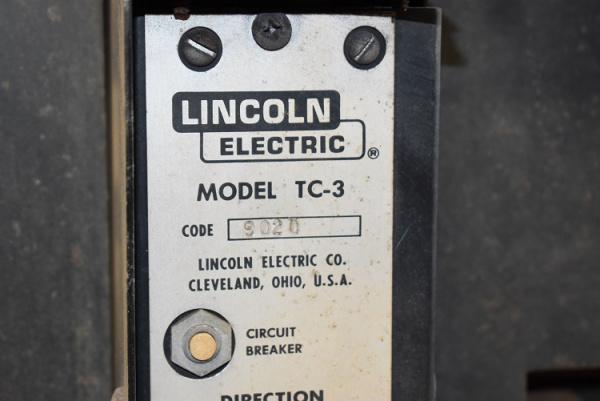 LINCOLN
ELECTRIC ®
MODEL TC-3
CODE 9020
LINCOLN ELECTRIC CO.
CLEVELAND, OHIO, U.S.A.
CIRCUIT
BREAKER
DIRECTION